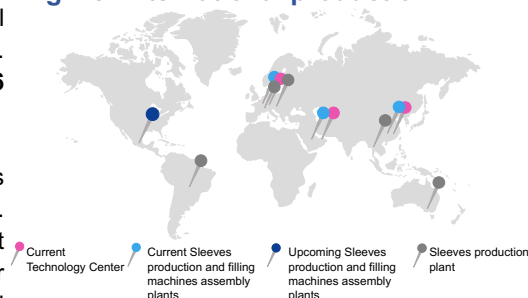 Current
Technology Center
Current Sleeves
production and filling
machines assembly
plants
Upcoming Sleeves
production and filling
machines assembly
plants
Sleeves production
plant